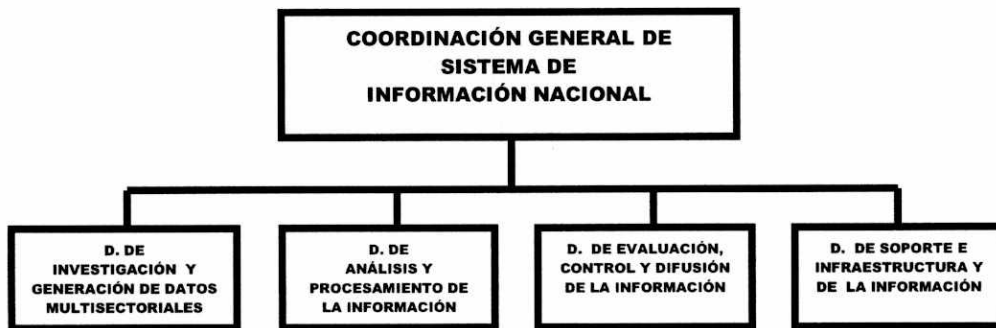 COORDINACIÓN GENERAL DE
SISTEMA DE
INFORMACIÓN NACIONAL
D. DE
INVESTIGACIÓN Y
GENERACIÓN DE DATOS
MULTISECTORIALES
D. DE
ANÁLISIS Y
PROCESAMIENTO DE
LA INFORMACIÓN
D. DE EVALUACIÓN,
CONTROL Y DIFUSIÓN
DE LA INFORMACIÓN
D. DE SOPORTE E
INFRAESTRUCTURA Y
DE LA INFORMACIÓN